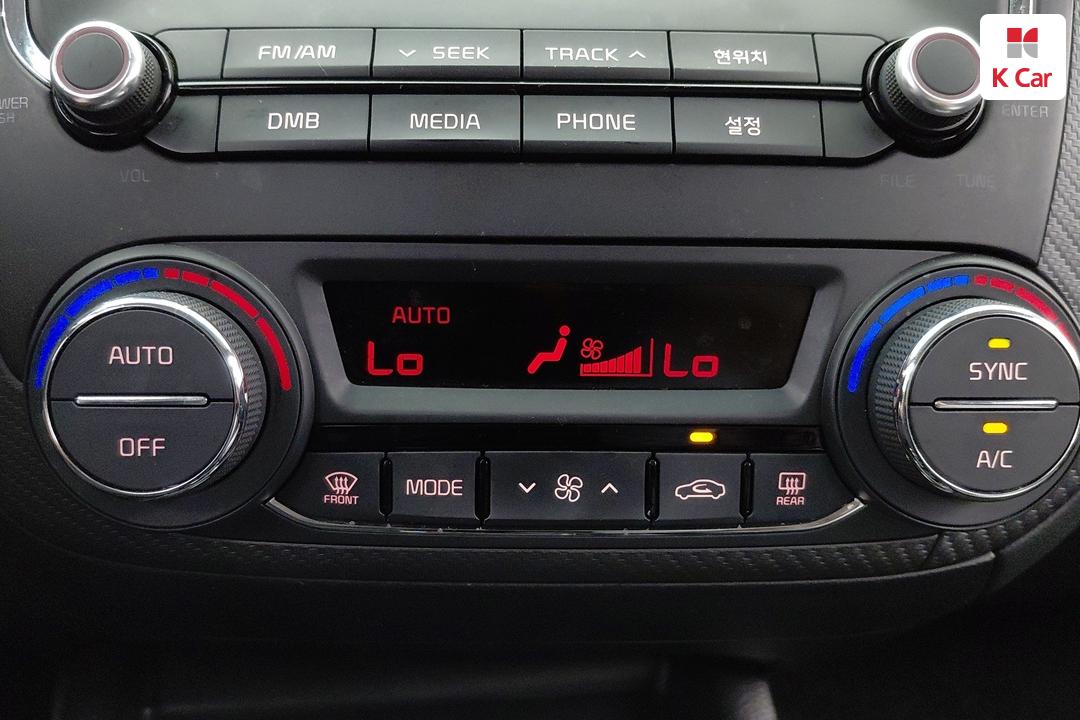 FM/AM SEEK TRACK 현위치
K Car
ENTER
DMB MEDIA PHONE 설정
VOL FILE TUNE
AUTO
Lo Lo
AUTO
OFF
SYNC
A/C
FRONT MODE REAR